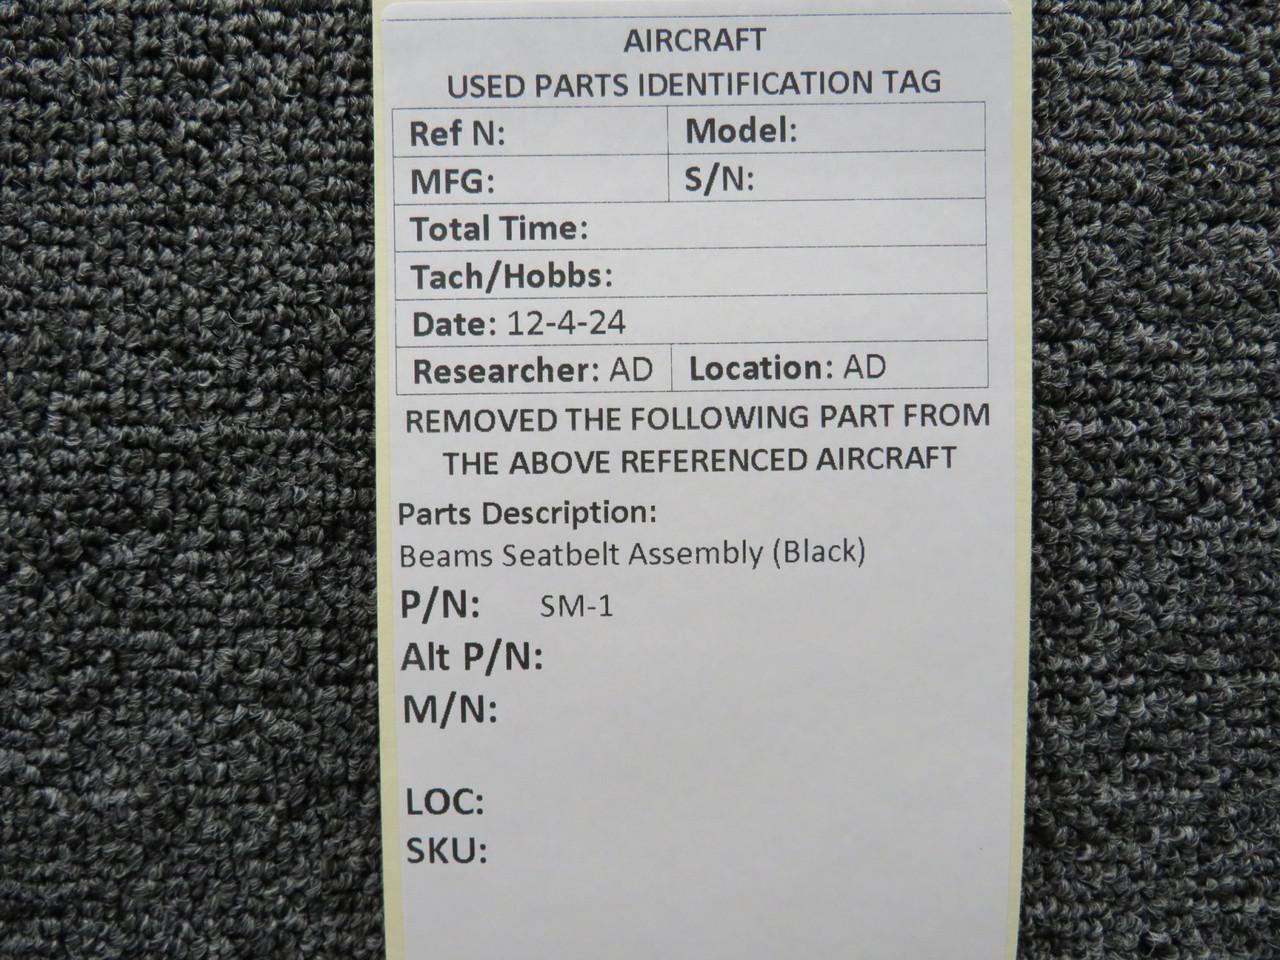 AIRCRAFT
USED PARTS IDENTIFICATION TAG
Ref N: Model:
MFG: S/N:
Total Time:
Tach/Hobbs:
Date: 12-4-24
Researcher: AD Location: AD
REMOVED THE FOLLOWING PART FROM
THE ABOVE REFERENCED AIRCRAFT
Parts Description:
Beams Seatbelt Assembly (Black)
P/N: SM-1
Alt P/N:
M/N:
LOC:
SKU: